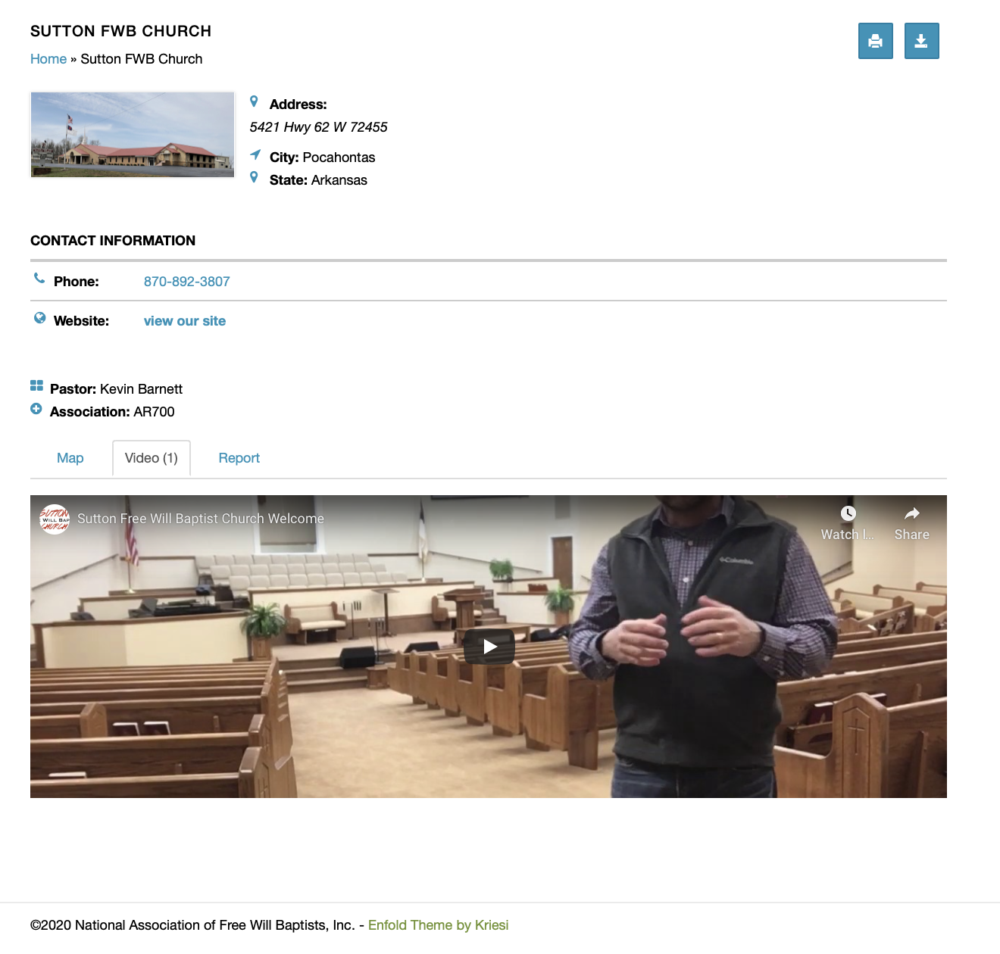 SUTTON FWB CHURCH
Home » Sutton FWB Church
Address:
5421 Hwy 62 W 72455
City: Pocahontas
State: Arkansas
CONTACT INFORMATION
Phone: 870-892-3807
Website: view our site
Pastor: Kevin Barnett
Association: AR700
Map Video (1) Report
SUTTON
WILL BAP
CHURCH
Sutton Free Will Baptist Church Welcome
Watch l...
Share
Columbia
©2020 National Association of Free Will Baptists, Inc. - Enfold Theme by Kriesi